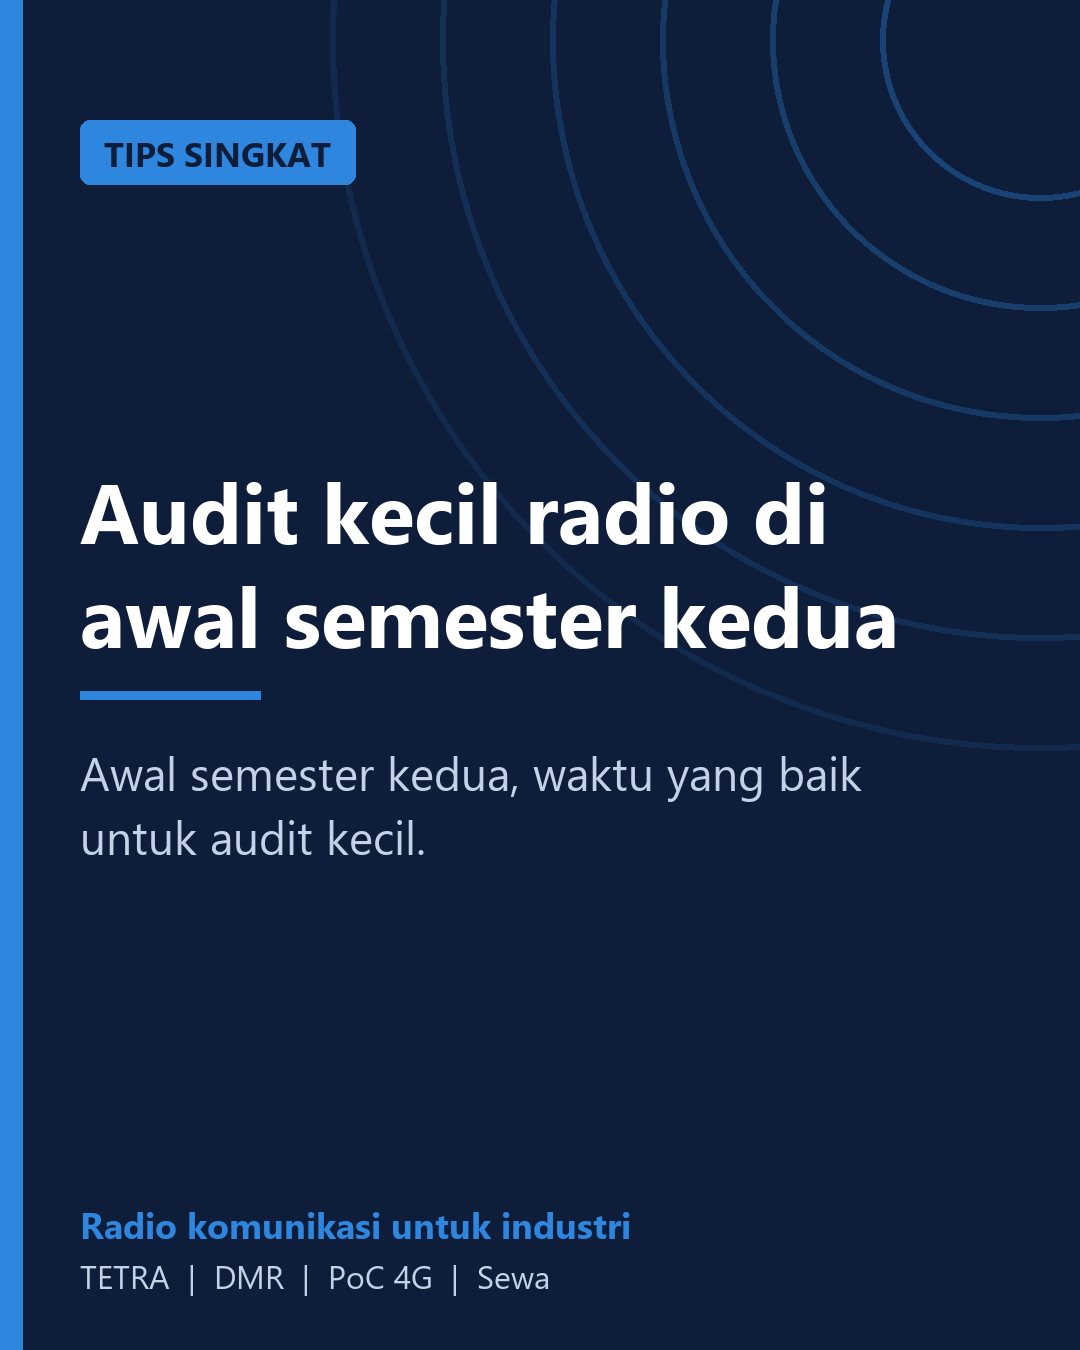 TIPS SINGKAT
Audit kecil radio di
awal semester kedua
Awal semester kedua, waktu yang baik
untuk audit kecil.
Radio komunikasi untuk industri
TETRA | DMR | PoC 4G | Sewa